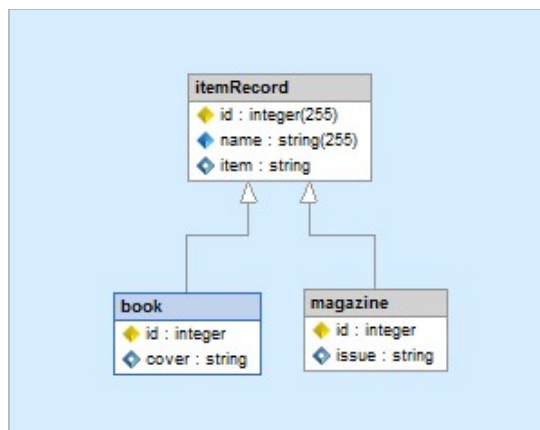 itemRecord
id : integer(255)
name : string(255)
item : string
book
id : integer
cover : string
magazine
id : integer
issue : string